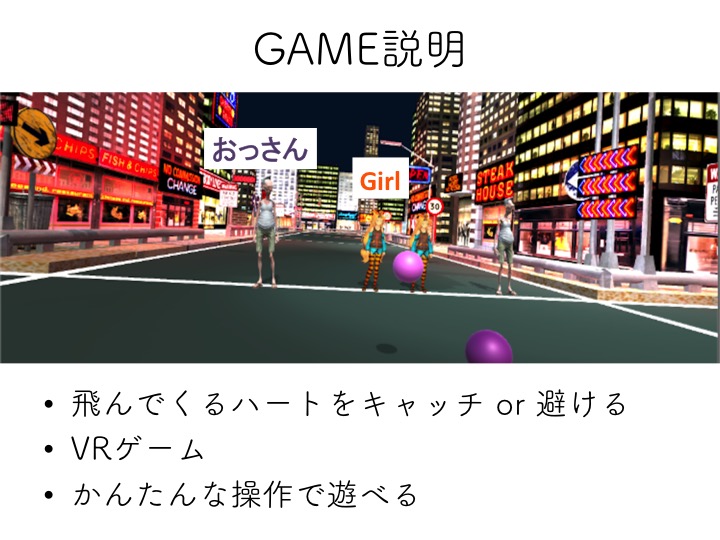 GAME説明
おっさん
Girl
CHIPS FISH & CHIPS
CHANGE
STEAK
HOUSE
30
• 飛んでくるハートをキャッチ or 避ける
• VRゲーム
• かんたんな操作で遊べる